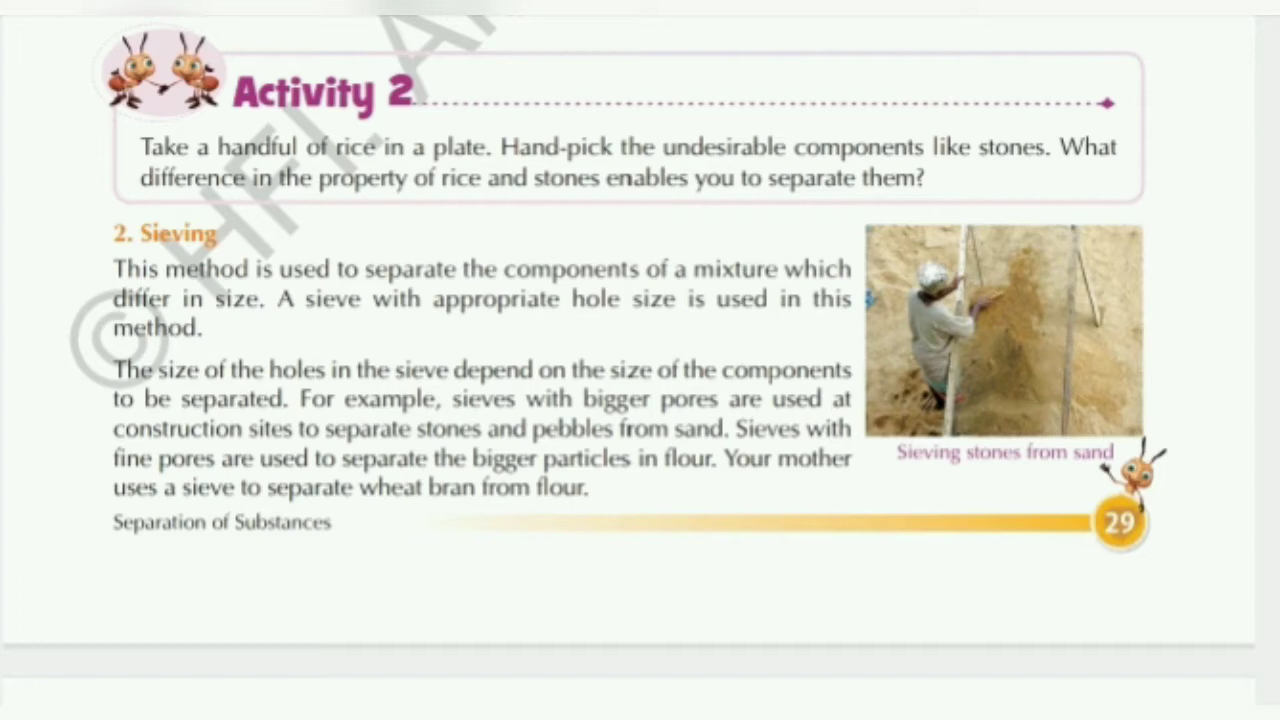 Activity 2
Take a handful of rice in a plate. Hand-pick the undesirable components like stones. What
difference in the property of rice and stones enables you to separate them?
2. Sieving
This method is used to separate the components of a mixture which
differ in size. A sieve with appropriate hole size is used in this
method.
The size of the holes in the sieve depend on the size of the components
to be separated. For example, sieves with bigger pores are used at
construction sites to separate stones and pebbles from sand. Sieves with
fine pores are used to separate the bigger particles in flour. Your mother
uses a sieve to separate wheat bran from flour.
Sieving stones from sand
Separation of Substances
29
© HFI.